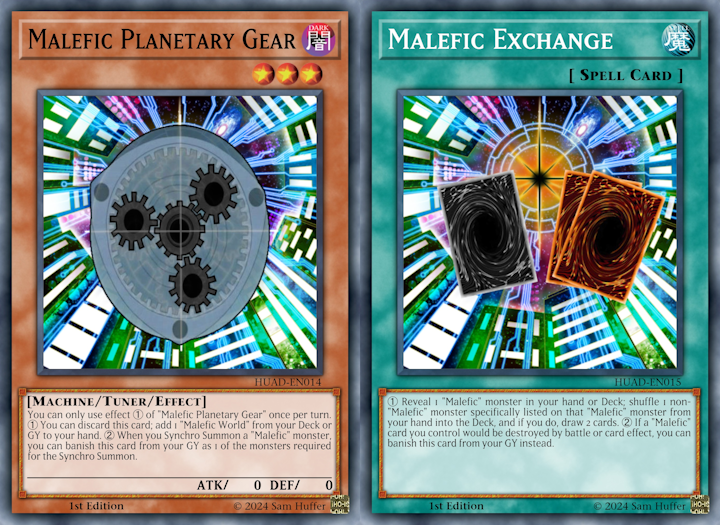 Malefic Planetary Gear
DARK
闇
HUAD-EN014
[Machine/Tuner/Effect]
You can only use effect ① of "Malefic Planetary Gear" once per turn.
① You can discard this card; add 1 "Malefic World" from your Deck or
GY to your hand. ② When you Synchro Summon a "Malefic" monster,
you can banish this card from your GY as 1 of the monsters required
for the Synchro Summon.
ATK/ 0 DEF/ 0
1st Edition
© 2024 Sam Huffer
Malefic Exchange
魔
[ Spell Card ]
HUAD-EN015
① Reveal 1 "Malefic" monster in your hand or Deck; shuffle 1 non-
"Malefic" monster specifically listed on that "Malefic" monster from
your hand into the Deck, and if you do, draw 2 cards. ② If a "Malefic"
card you control would be destroyed by battle or card effect, you can
banish this card from your GY instead.
1st Edition
© 2024 Sam Huffer